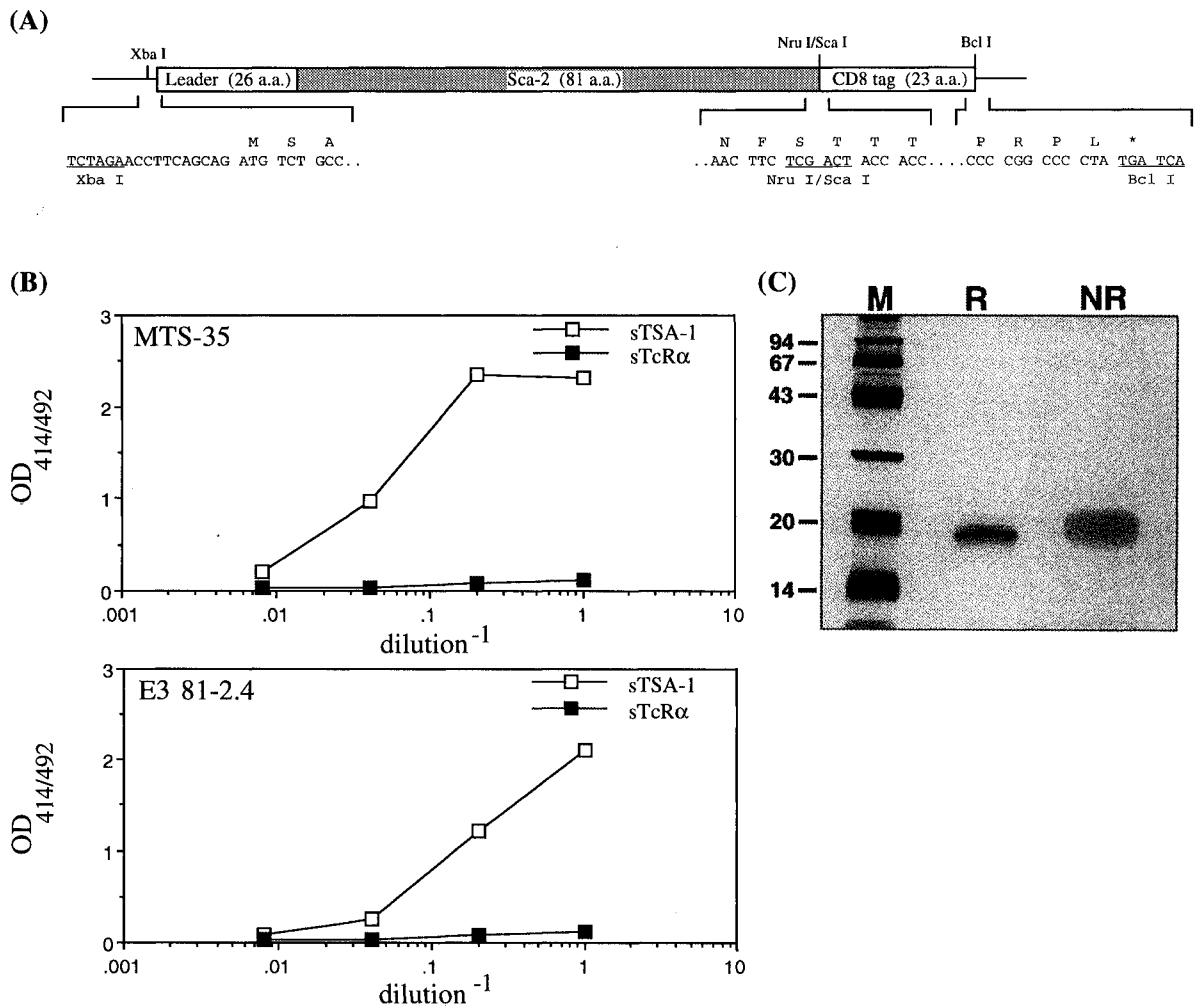 (A)
Xba I
Nru I/Sca I
Bcl I
Leader (26 a.a.)
Sca-2 (81 a.a.)
CD8 tag (23 a.a.)
M S A
TCTAGAACCTTCAGCAGATG TCT GCC..
Xba I
N F S T T T
..AAC TTC TCG ACT ACC ACC....
Nru I/Sca I
P R P L *
..CCC CGG CCC CTA TGA TCA
Bcl I
(B)
MTS-35
sTSA-1
sTcRα
3
2
1
0
OD414/492
.001
.01
.1
1
10
dilution-1
E3 81-2.4
sTSA-1
sTcRα
3
2
1
0
OD414/492
.001
.01
.1
1
10
dilution-1
(C)
M R NR
94
67
43
30
20
14